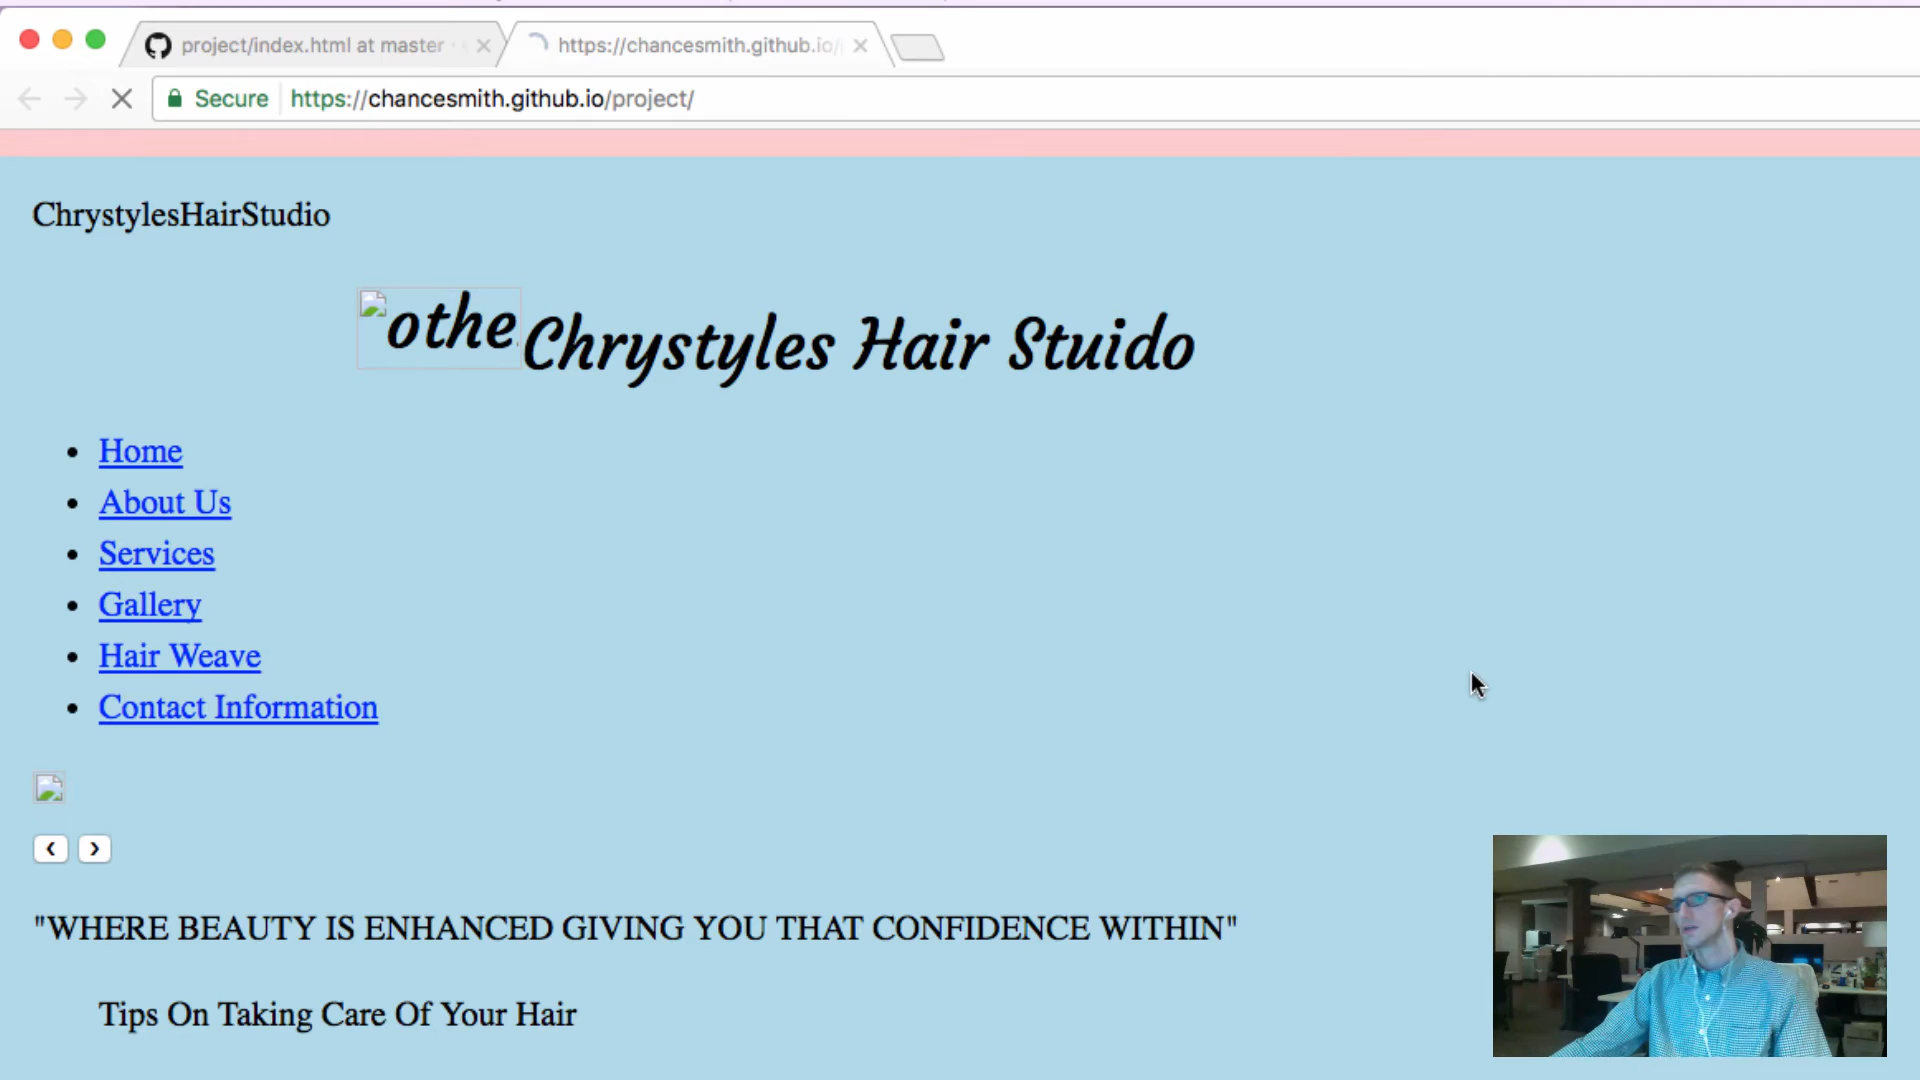 project/index.html at master
https://chancesmith.github.io/
Secure https://chancesmith.github.io/project/
ChrystylesHairStudio
othe Chrystyles Hair Stuido
Home
About Us
Services
Gallery
Hair Weave
Contact Information
"WHERE BEAUTY IS ENHANCED GIVING YOU THAT CONFIDENCE WITHIN"
Tips On Taking Care Of Your Hair